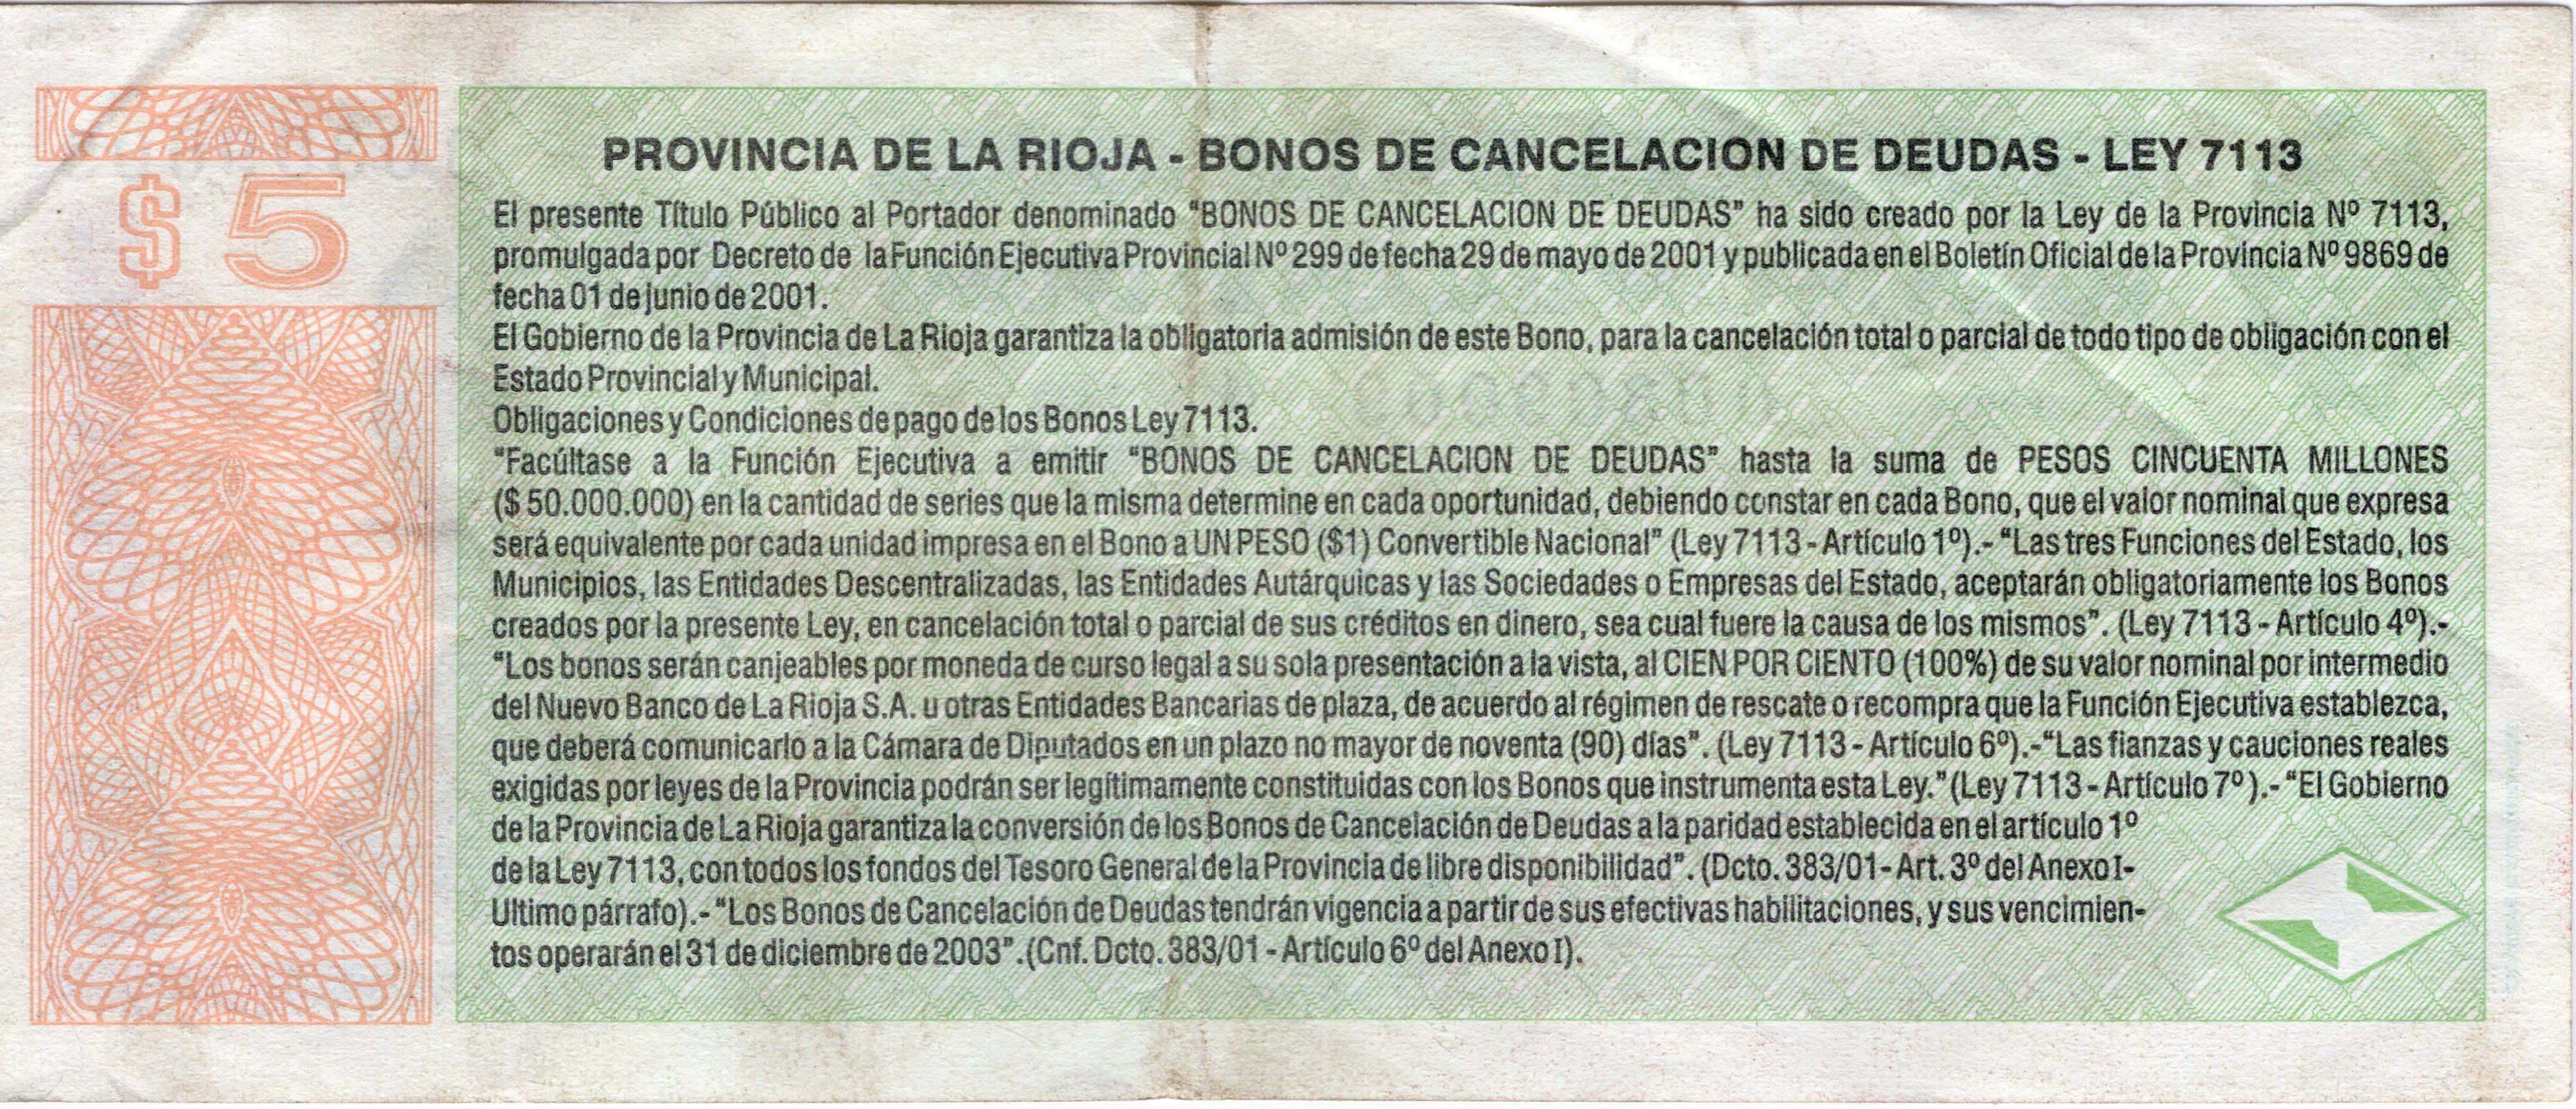 $ 5
PROVINCIA DE LA RIOJA - BONOS DE CANCELACION DE DEUDAS - LEY 7113
El presente Título Público al Portador denominado “BONOS DE CANCELACION DE DEUDAS” ha sido creado por la Ley de la Provincia Nº 7113,
promulgada por Decreto de la Función Ejecutiva Provincial Nº 299 de fecha 29 de mayo de 2001 y publicada en el Boletín Oficial de la Provincia Nº 9869 de
fecha 01 de junio de 2001.
El Gobierno de la Provincia de La Rioja garantiza la obligatoria admisión de este Bono, para la cancelación total o parcial de todo tipo de obligación con el
Estado Provincial y Municipal.
Obligaciones y Condiciones de pago de los Bonos Ley 7113.
“Facúltase a la Función Ejecutiva a emitir “BONOS DE CANCELACION DE DEUDAS” hasta la suma de PESOS CINCUENTA MILLONES
($ 50.000.000) en la cantidad de series que la misma determine en cada oportunidad, debiendo constar en cada Bono, que el valor nominal que expresa
será equivalente por cada unidad impresa en el Bono a UN PESO ($1) Convertible Nacional” (Ley 7113 - Artículo 1º).- “Las tres Funciones del Estado, los
Municipios, las Entidades Descentralizadas, las Entidades Autárquicas y las Sociedades o Empresas del Estado, aceptarán obligatoriamente los Bonos
creados por la presente Ley, en cancelación total o parcial de sus créditos en dinero, sea cual fuere la causa de los mismos”. (Ley 7113 - Artículo 4º).-
“Los bonos serán canjeables por moneda de curso legal a su sola presentación a la vista, al CIEN POR CIENTO (100%) de su valor nominal por intermedio
del Nuevo Banco de La Rioja S.A. u otras Entidades Bancarias de plaza, de acuerdo al régimen de rescate o recompra que la Función Ejecutiva establezca,
que deberá comunicarlo a la Cámara de Diputados en un plazo no mayor de noventa (90) días”. (Ley 7113 - Artículo 6º).-“Las fianzas y cauciones reales
exigidas por leyes de la Provincia podrán ser legítimamente constituidas con los Bonos que instrumenta esta Ley.” (Ley 7113 - Artículo 7º).- “El Gobierno
de la Provincia de La Rioja garantiza la conversión de los Bonos de Cancelación de Deudas a la paridad establecida en el artículo 1º
de la Ley 7113, con todos los fondos del Tesoro General de la Provincia de libre disponibilidad”. (Dcto. 383/01- Art. 3º del Anexo I-
Ultimo párrafo).- “Los Bonos de Cancelación de Deudas tendrán vigencia a partir de sus efectivas habilitaciones, y sus vencimien-
tos operarán el 31 de diciembre de 2003”.(Cnf. Dcto. 383/01 - Artículo 6º del Anexo I).